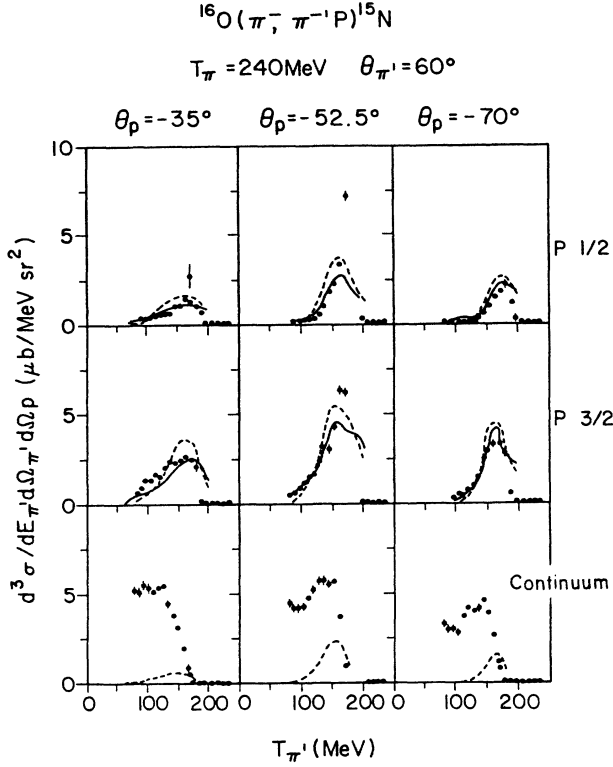 ¹⁶O(π⁻, π⁻'P)¹⁵N
Tπ = 240MeV θπ' = 60°
θp = -35° θp = -52.5° θp = -70°
10
5
0
P 1/2
5
0
P 3/2
5
0
Continuum
0 100 200 0 100 200 0 100 200
Tπ' (MeV)
d³σ/dEπ'dΩπ'dΩp (μb/MeV sr²)